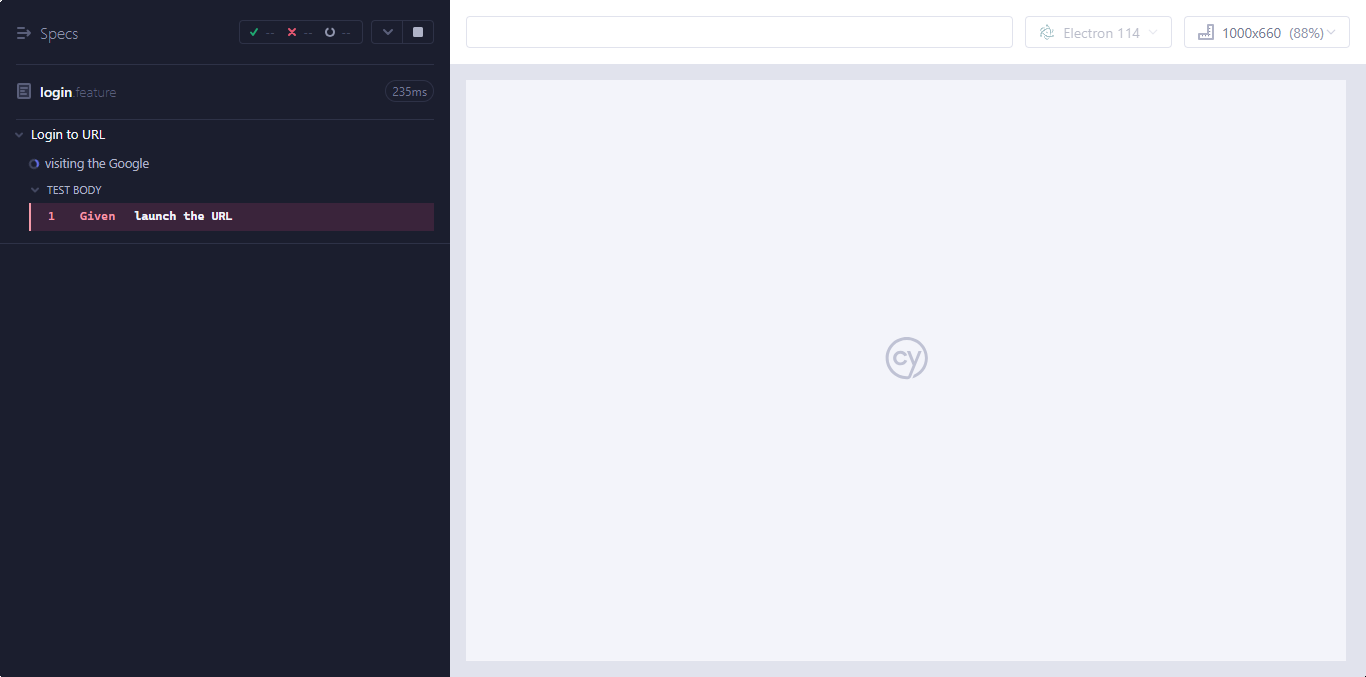 Specs
-- -- --
login.feature 235ms
Login to URL
visiting the Google
TEST BODY
1 Given launch the URL
Electron 114
1000x660 (88%)
cy